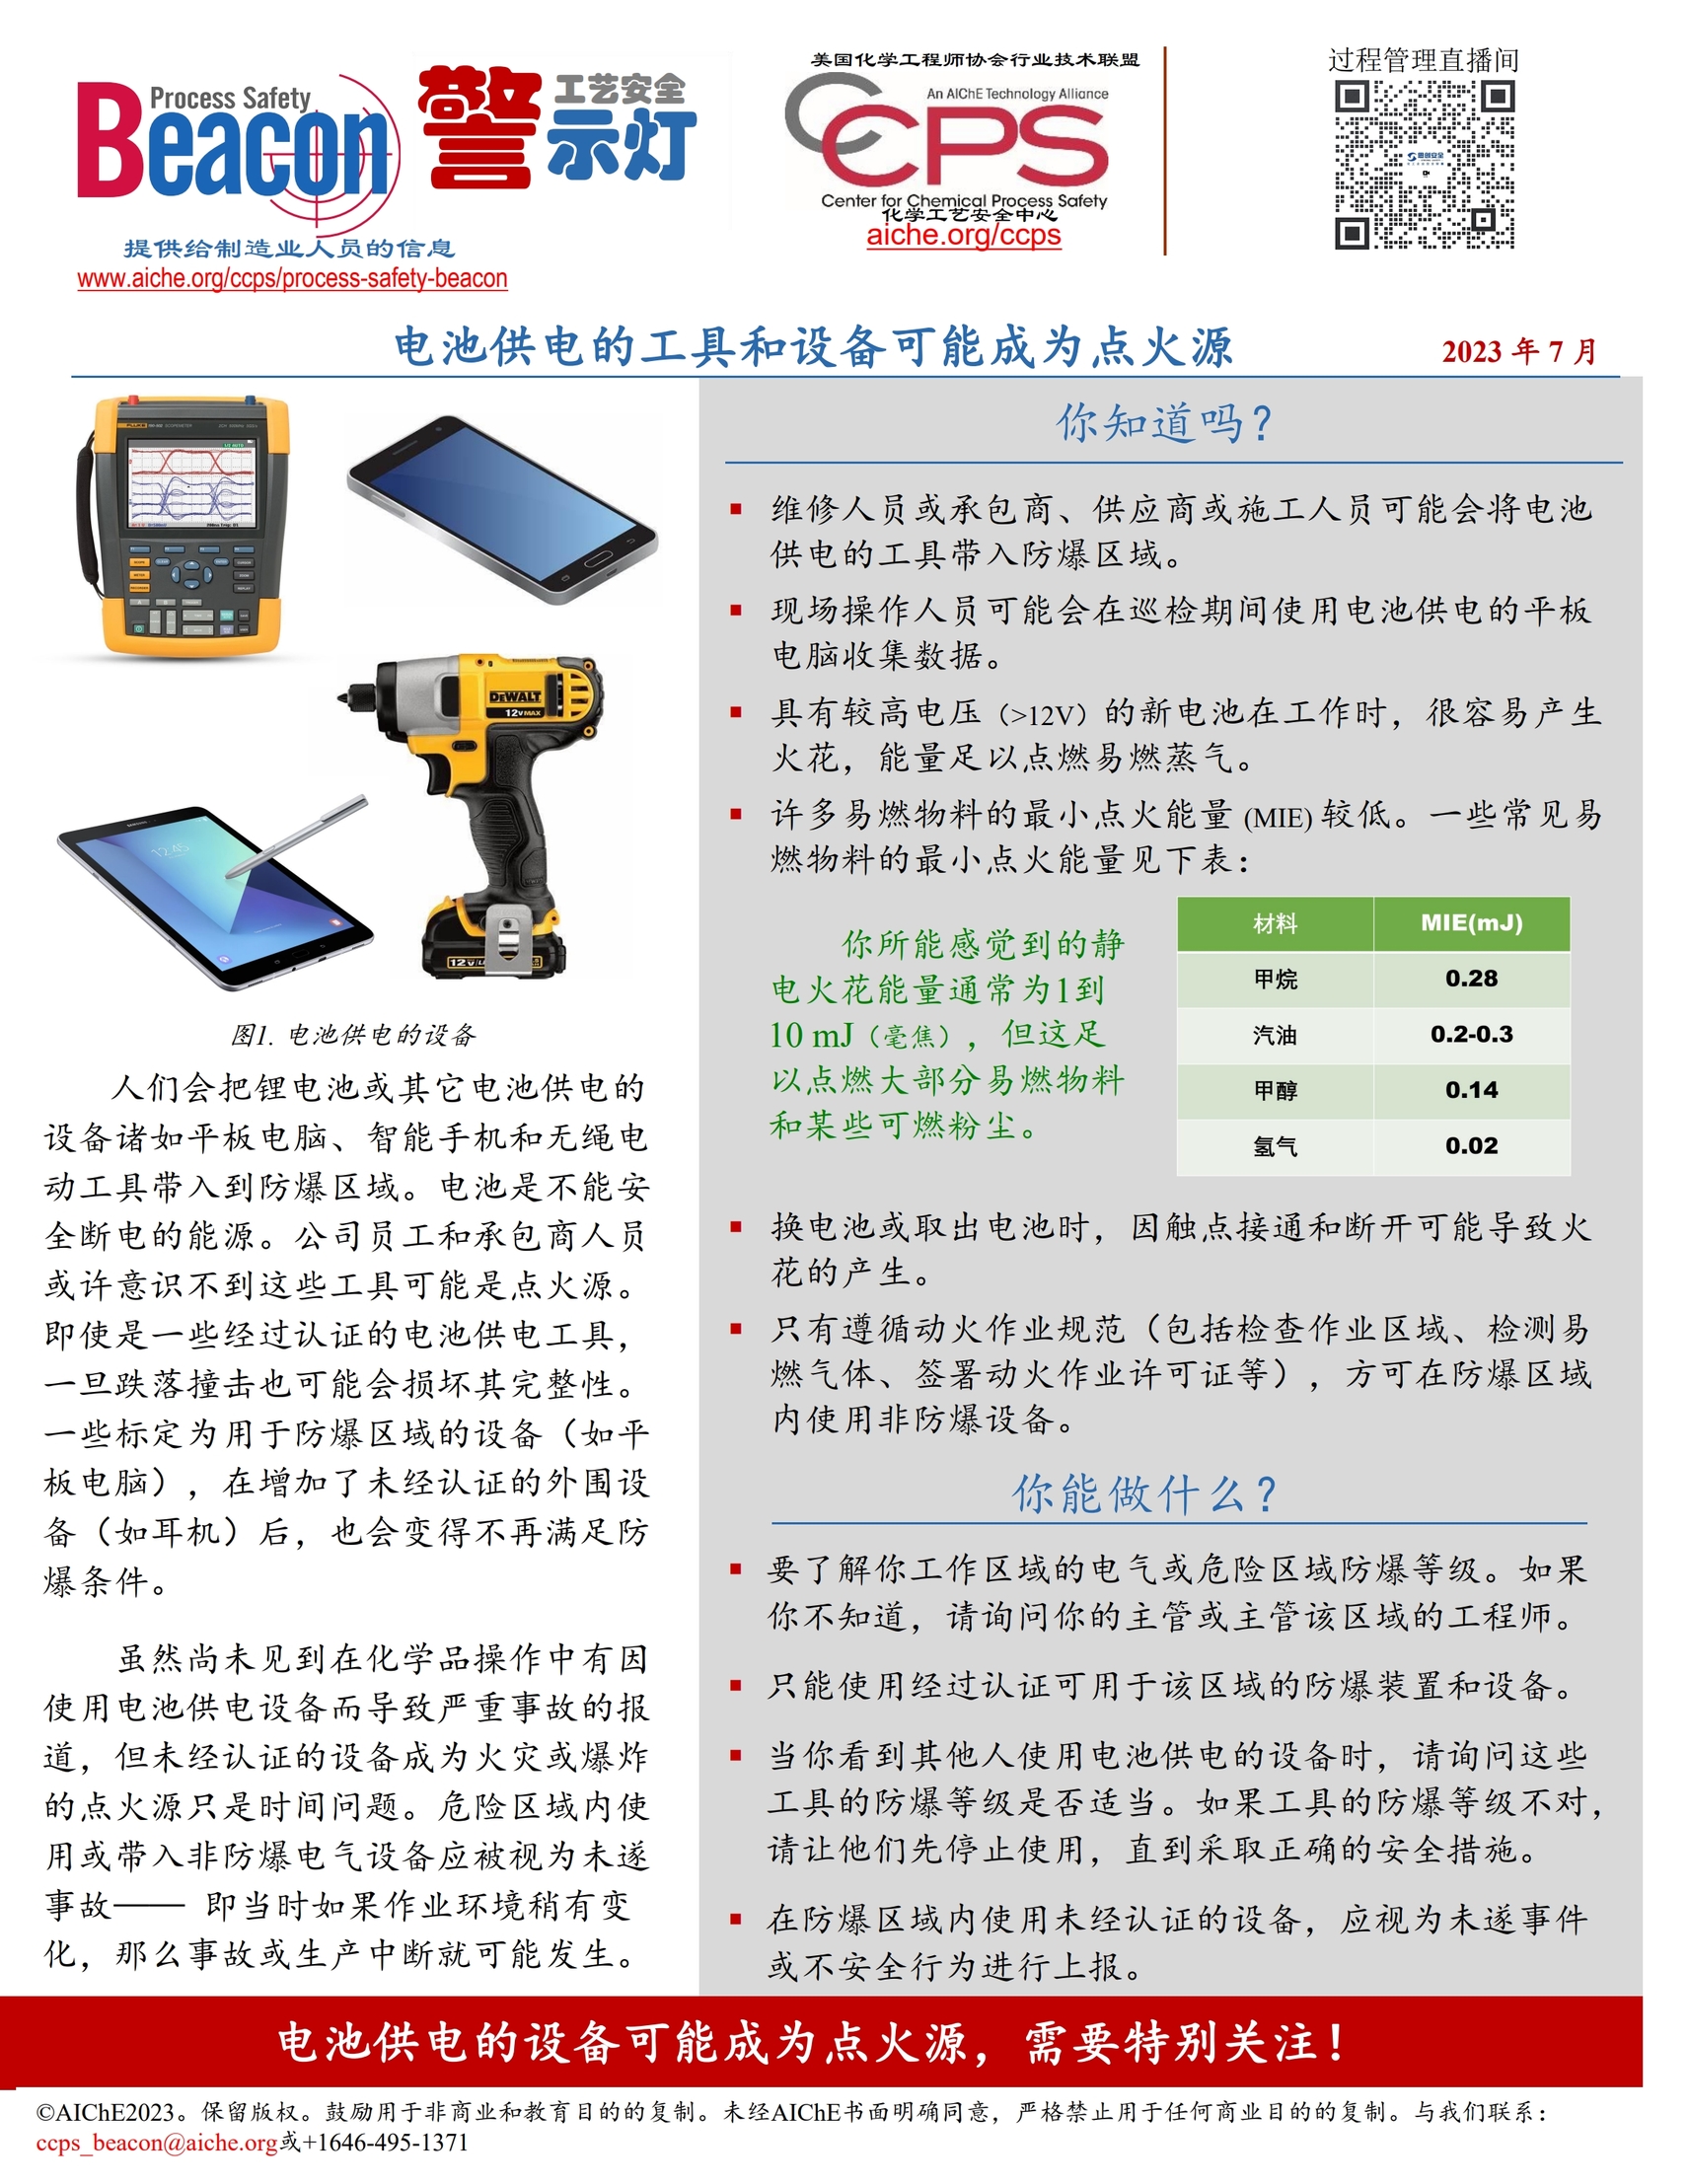 Process Safety
Beacon
警
工艺安全
示灯
提供给制造业人员的信息
www.aiche.org/ccps/process-safety-beacon
美国化学工程师协会行业技术联盟
An AIChE Technology Alliance
CCPS
Center for Chemical Process Safety
化学工艺安全中心
aiche.org/ccps
过程管理直播间
电池供电的工具和设备可能成为点火源
2023 年 7 月
FLUKE
DEWALT
12V MAX
12:45
图1. 电池供电的设备
人们会把锂电池或其它电池供电的
设备诸如平板电脑、智能手机和无绳电
动工具带入到防爆区域。电池是不能安
全断电的能源。公司员工和承包商人员
或许意识不到这些工具可能是点火源。
即使是一些经过认证的电池供电工具，
一旦跌落撞击也可能会损坏其完整性。
一些标定为用于防爆区域的设备（如平
板电脑），在增加了未经认证的外围设
备（如耳机）后，也会变得不再满足防
爆条件。
虽然尚未见到在化学品操作中有因
使用电池供电设备而导致严重事故的报
道，但未经认证的设备成为火灾或爆炸
的点火源只是时间问题。危险区域内使
用或带入非防爆电气设备应被视为未遂
事故—— 即当时如果作业环境稍有变
化，那么事故或生产中断就可能发生。
你知道吗？
▪ 维修人员或承包商、供应商或施工人员可能会将电池
供电的工具带入防爆区域。
▪ 现场操作人员可能会在巡检期间使用电池供电的平板
电脑收集数据。
▪ 具有较高电压（>12V）的新电池在工作时，很容易产生
火花，能量足以点燃易燃蒸气。
▪ 许多易燃物料的最小点火能量 (MIE) 较低。一些常见易
燃物料的最小点火能量见下表：
你所能感觉到的静
电火花能量通常为1到
10 mJ（毫焦），但这足
以点燃大部分易燃物料
和某些可燃粉尘。
材料 MIE(mJ)
甲烷 0.28
汽油 0.2-0.3
甲醇 0.14
氢气 0.02
▪ 换电池或取出电池时，因触点接通和断开可能导致火
花的产生。
▪ 只有遵循动火作业规范（包括检查作业区域、检测易
燃气体、签署动火作业许可证等），方可在防爆区域
内使用非防爆设备。
你能做什么？
▪ 要了解你工作区域的电气或危险区域防爆等级。如果
你不知道，请询问你的主管或主管该区域的工程师。
▪ 只能使用经过认证可用于该区域的防爆装置和设备。
▪ 当你看到其他人使用电池供电的设备时，请询问这些
工具的防爆等级是否适当。如果工具的防爆等级不对，
请让他们先停止使用，直到采取正确的安全措施。
▪ 在防爆区域内使用未经认证的设备，应视为未遂事件
或不安全行为进行上报。
电池供电的设备可能成为点火源，需要特别关注！
©AIChE2023。保留版权。鼓励用于非商业和教育目的的复制。未经AIChE书面明确同意，严格禁止用于任何商业目的的复制。与我们联系：
ccps_beacon@aiche.org或+1646-495-1371